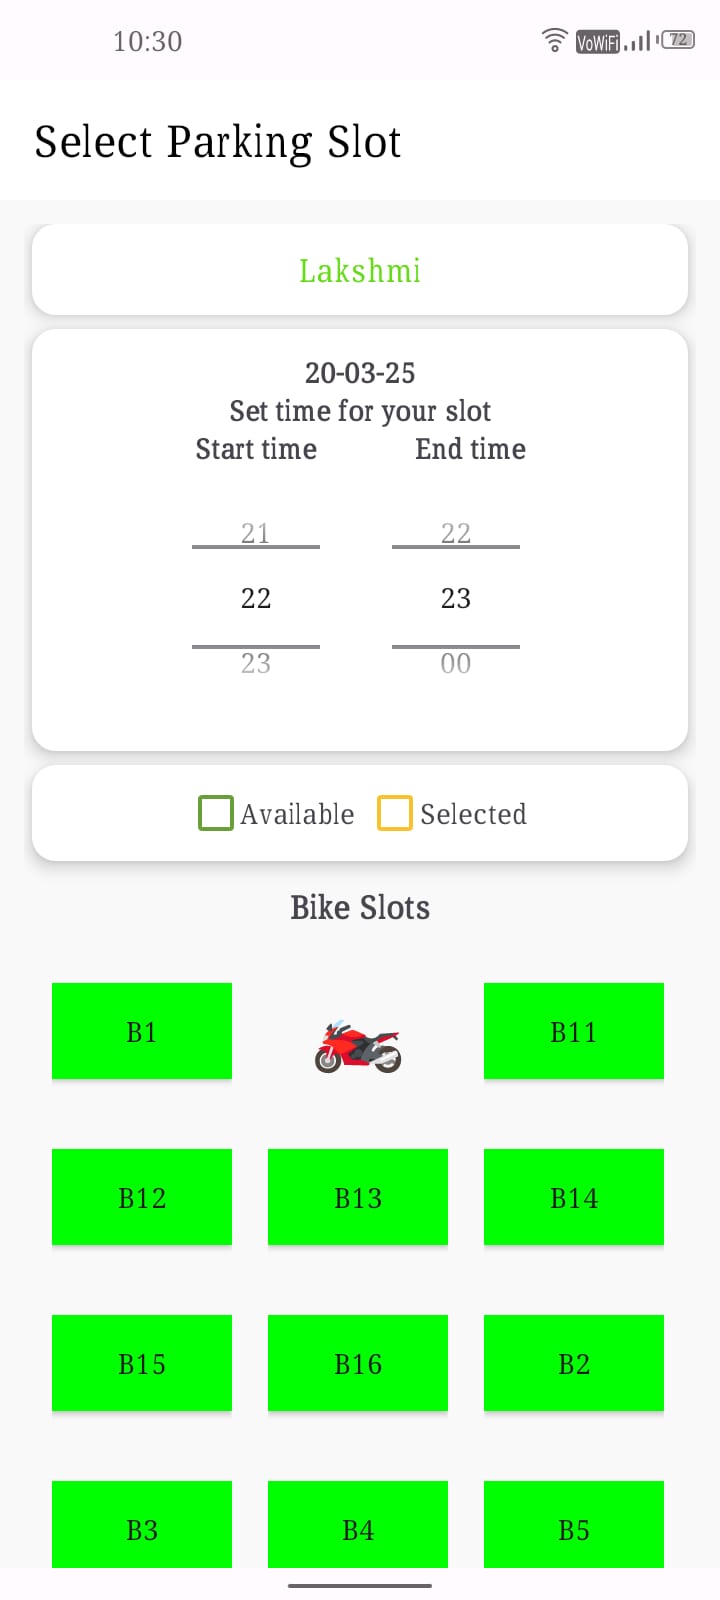 10:30 VoWiFi 72
Select Parking Slot
Lakshmi
20-03-25
Set time for your slot
Start time End time
21 22
22 23
23 00
Available Selected
Bike Slots
B1 B11
B12 B13 B14
B15 B16 B2
B3 B4 B5